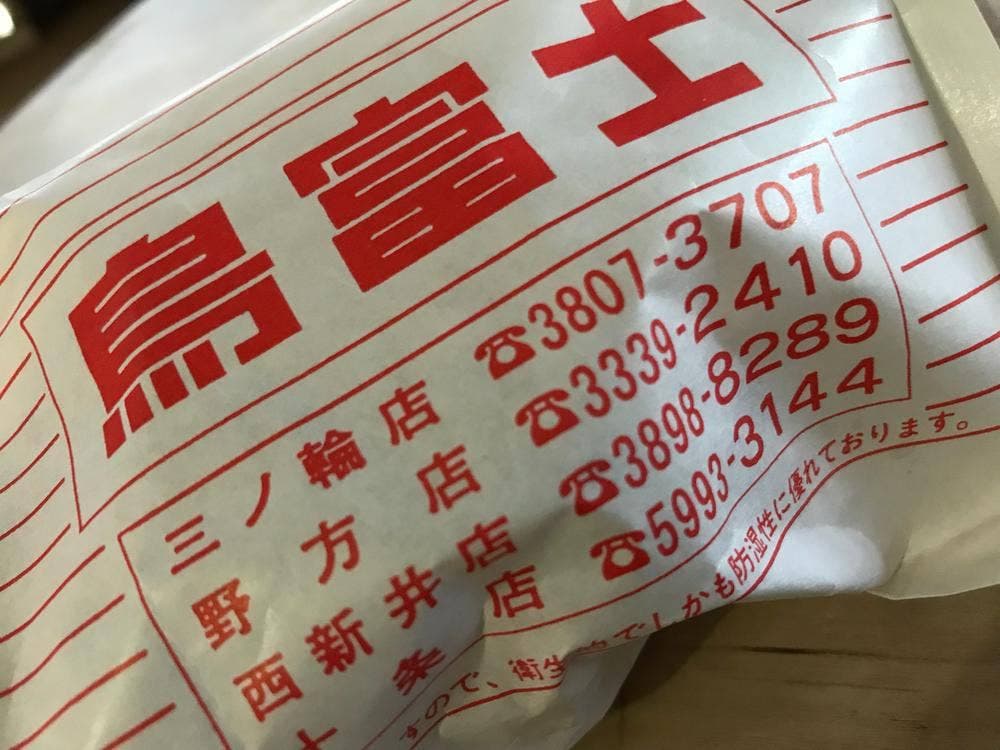 鳥富士
三ノ輪店 ☎3807-3707
野方店 ☎3339-2410
西新井店 ☎3898-8289
十条店 ☎5993-3144
すので、衛生的でしかも防湿性に優れております。